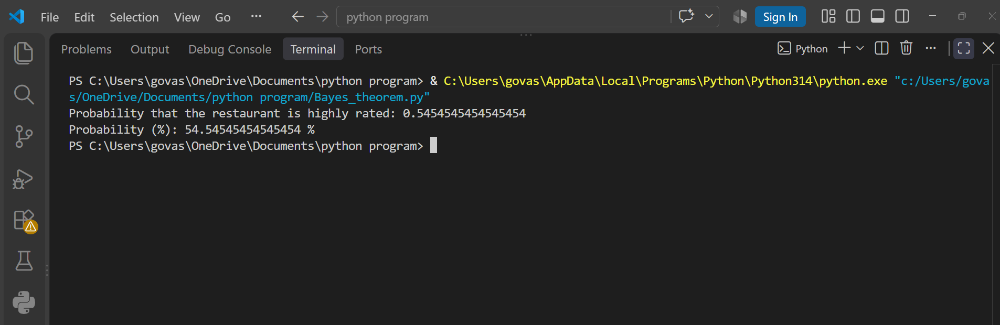 File Edit Selection View Go ···
python program
Sign In
Problems Output Debug Console Terminal Ports
Python
PS C:\Users\govas\OneDrive\Documents\python program> & C:\Users\govas\AppData\Local\Programs\Python\Python314\python.exe "c:/Users/gova
s/OneDrive/Documents/python program/Bayes_theorem.py"
Probability that the restaurant is highly rated: 0.5454545454545454
Probability (%): 54.54545454545454 %
PS C:\Users\govas\OneDrive\Documents\python program>